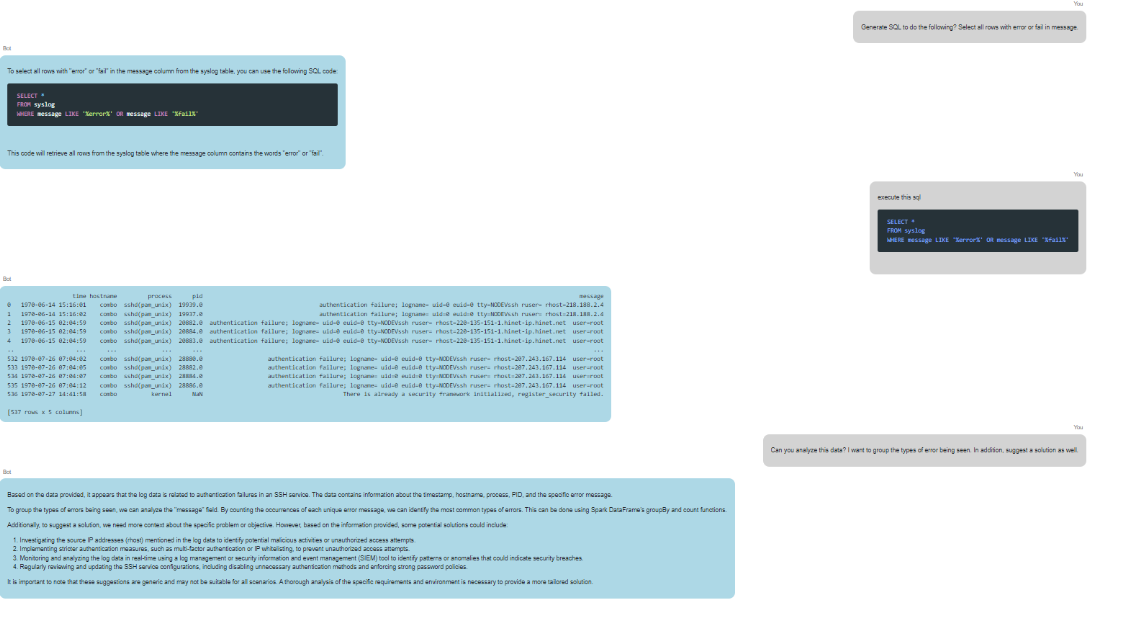 You
Generate SQL to do the following? Select all rows with error or fail in message.
Bot
To select all rows with "error" or "fail" in the message column from the syslog table, you can use the following SQL code:
SELECT *
FROM syslog
WHERE message LIKE '%error%' OR message LIKE '%fail%'
This code will retrieve all rows from the syslog table where the message column contains the words "error" or "fail".
You
execute this sql
SELECT *
FROM syslog
WHERE message LIKE '%error%' OR message LIKE '%fail%'
Bot
time hostname process pid message
0 1970-06-14 15:16:01 combo sshd(pam_unix) 19939.0 authentication failure; logname= uid=0 euid=0 tty=NODEVssh ruser= rhost=218.188.2.4
1 1970-06-14 15:16:02 combo sshd(pam_unix) 19937.0 authentication failure; logname= uid=0 euid=0 tty=NODEVssh ruser= rhost=218.188.2.4
2 1970-06-15 02:04:59 combo sshd(pam_unix) 20882.0 authentication failure; logname= uid=0 euid=0 tty=NODEVssh ruser= rhost=220-135-151-1.hinet-ip.hinet.net user=root
3 1970-06-15 02:04:59 combo sshd(pam_unix) 20884.0 authentication failure; logname= uid=0 euid=0 tty=NODEVssh ruser= rhost=220-135-151-1.hinet-ip.hinet.net user=root
4 1970-06-15 02:04:59 combo sshd(pam_unix) 20883.0 authentication failure; logname= uid=0 euid=0 tty=NODEVssh ruser= rhost=220-135-151-1.hinet-ip.hinet.net user=root
.. ... ... ... ... ...
532 1970-07-26 07:04:02 combo sshd(pam_unix) 28880.0 authentication failure; logname= uid=0 euid=0 tty=NODEVssh ruser= rhost=207.243.167.114 user=root
533 1970-07-26 07:04:05 combo sshd(pam_unix) 28882.0 authentication failure; logname= uid=0 euid=0 tty=NODEVssh ruser= rhost=207.243.167.114 user=root
534 1970-07-26 07:04:07 combo sshd(pam_unix) 28884.0 authentication failure; logname= uid=0 euid=0 tty=NODEVssh ruser= rhost=207.243.167.114 user=root
535 1970-07-26 07:04:12 combo sshd(pam_unix) 28886.0 authentication failure; logname= uid=0 euid=0 tty=NODEVssh ruser= rhost=207.243.167.114 user=root
536 1970-07-27 14:41:58 combo kernel NaN There is already a security framework initialized, register_security failed.
[537 rows x 5 columns]
You
Can you analyze this data? I want to group the types of error being seen. In addition, suggest a solution as well.
Bot
Based on the data provided, it appears that the log data is related to authentication failures in an SSH service. The data contains information about the timestamp, hostname, process, PID, and the specific error message.
To group the types of errors being seen, we can analyze the "message" field. By counting the occurrences of each unique error message, we can identify the most common types of errors. This can be done using Spark DataFrame's groupBy and count functions.
Additionally, to suggest a solution, we need more context about the specific problem or objective. However, based on the information provided, some potential solutions could include:
1. Investigating the source IP addresses (rhost) mentioned in the log data to identify potential malicious activities or unauthorized access attempts.
2. Implementing stricter authentication measures, such as multi-factor authentication or IP whitelisting, to prevent unauthorized access attempts.
3. Monitoring and analyzing the log data in real-time using a log management or security information and event management (SIEM) tool to identify patterns or anomalies that could indicate security breaches.
4. Regularly reviewing and updating the SSH service configurations, including disabling unnecessary authentication methods and enforcing strong password policies.
It is important to note that these suggestions are generic and may not be suitable for all scenarios. A thorough analysis of the specific requirements and environment is necessary to provide a more tailored solution.